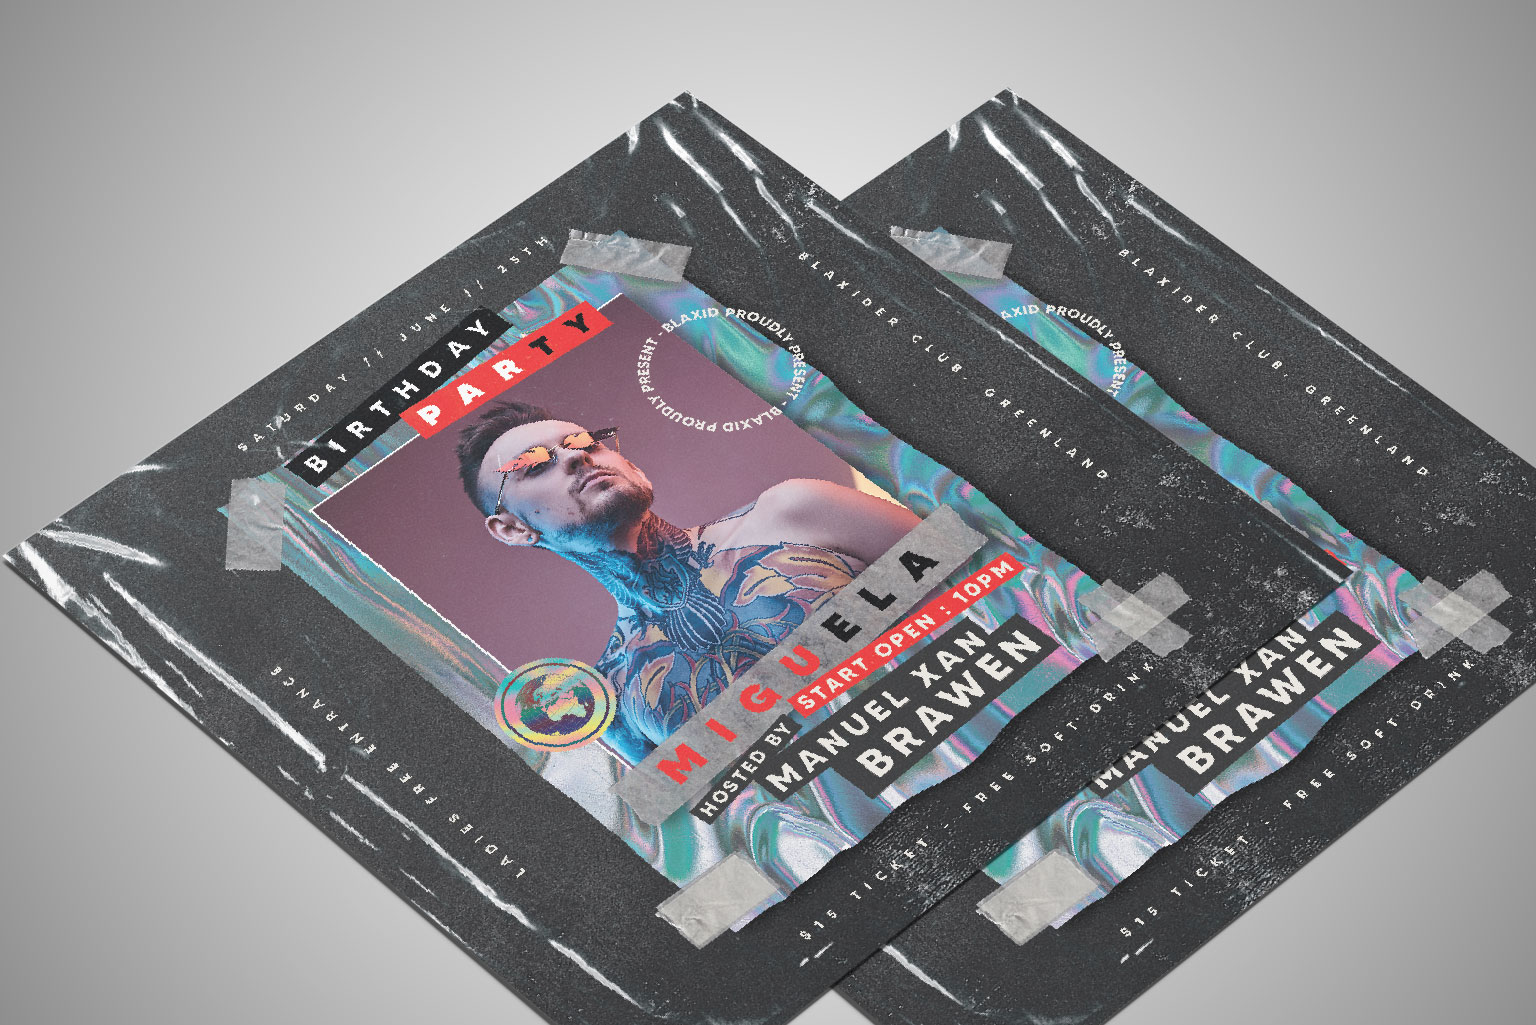 SATURDAY // JUNE // 25TH
BIRTHDAY
PARTY
BLAXID PROUDLY PRESENT - BLAXID PROUDLY PRESENT -
BLAXIDER CLUB, GREENLAND
LADIES FREE ENTRANCE
MIGUELA
START OPEN : 10PM
HOSTED BY
MANUEL XAN
BRAWEN
$15 TICKET - FREE SOFT DRINK
AXID PROUDLY PRESENT
BLAXIDER CLUB, GREENLAND
MANUEL XAN
BRAWEN
$15 TICKET - FREE SOFT DRINK